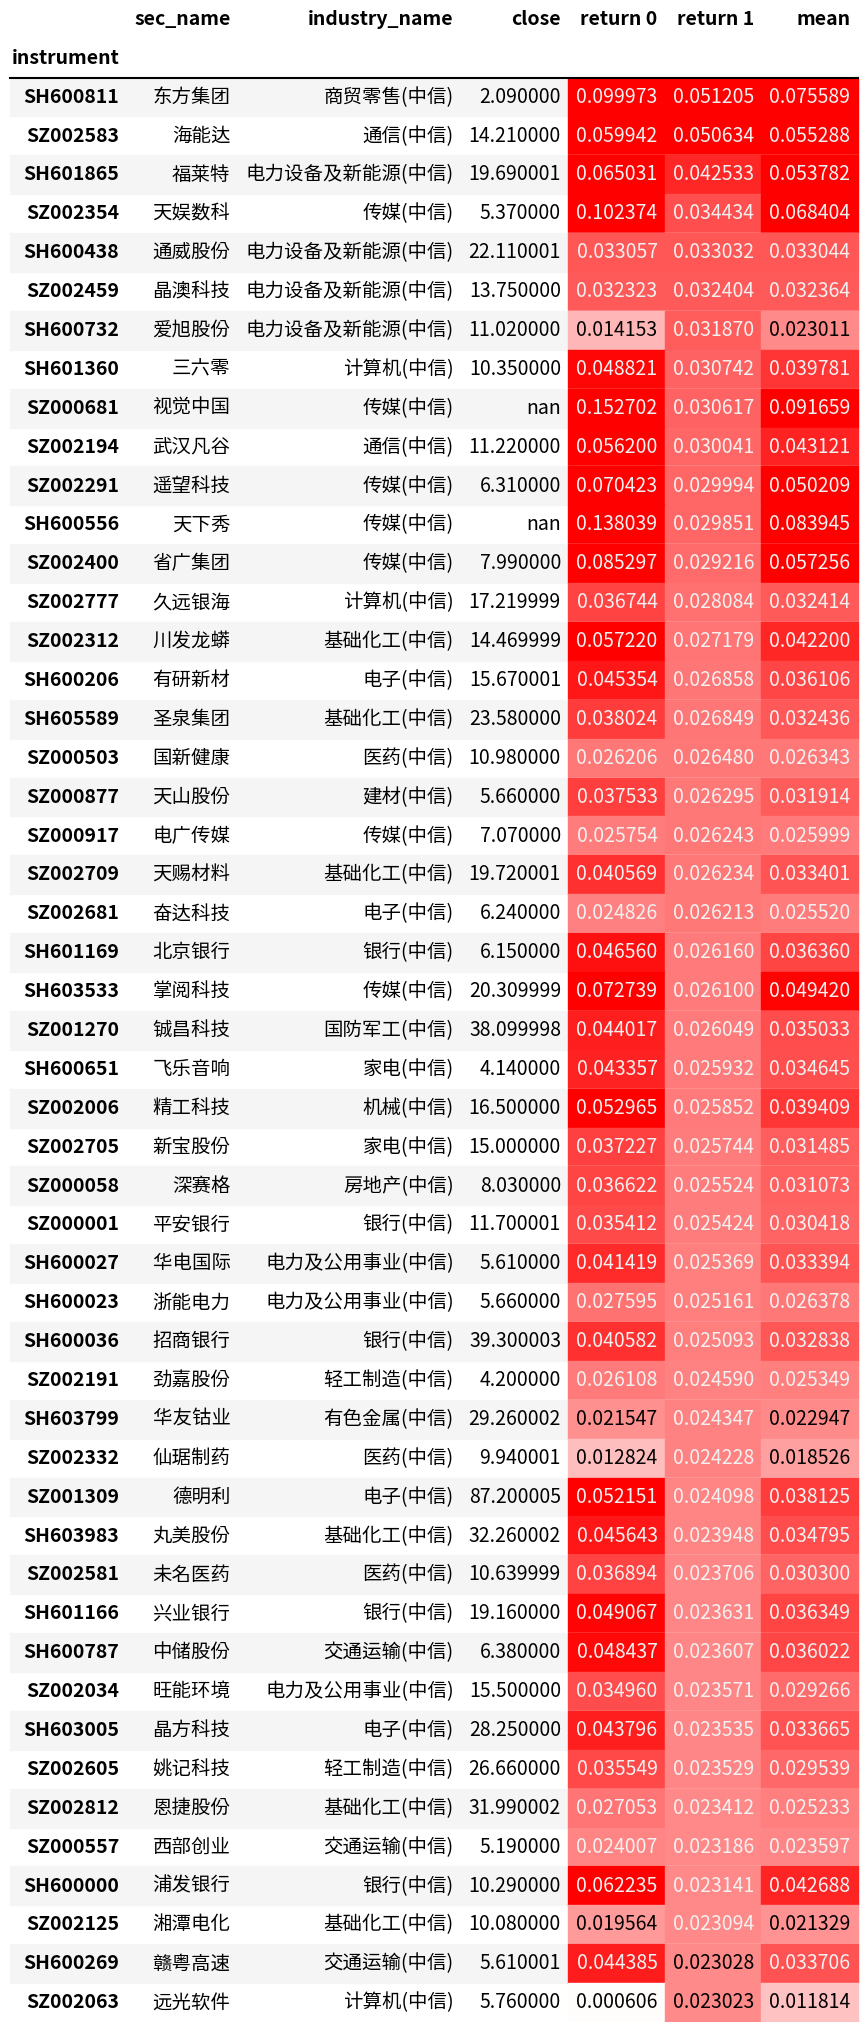 sec_name industry_name close return 0 return 1 mean
instrument
SH600811 东方集团 商贸零售(中信) 2.090000 0.099973 0.051205 0.075589
SZ002583 海能达 通信(中信) 14.210000 0.059942 0.050634 0.055288
SH601865 福莱特 电力设备及新能源(中信) 19.690001 0.065031 0.042533 0.053782
SZ002354 天娱数科 传媒(中信) 5.370000 0.102374 0.034434 0.068404
SH600438 通威股份 电力设备及新能源(中信) 22.110001 0.033057 0.033032 0.033044
SZ002459 晶澳科技 电力设备及新能源(中信) 13.750000 0.032323 0.032404 0.032364
SH600732 爱旭股份 电力设备及新能源(中信) 11.020000 0.014153 0.031870 0.023011
SH601360 三六零 计算机(中信) 10.350000 0.048821 0.030742 0.039781
SZ000681 视觉中国 传媒(中信) nan 0.152702 0.030617 0.091659
SZ002194 武汉凡谷 通信(中信) 11.220000 0.056200 0.030041 0.043121
SZ002291 遥望科技 传媒(中信) 6.310000 0.070423 0.029994 0.050209
SH600556 天下秀 传媒(中信) nan 0.138039 0.029851 0.083945
SZ002400 省广集团 传媒(中信) 7.990000 0.085297 0.029216 0.057256
SZ002777 久远银海 计算机(中信) 17.219999 0.036744 0.028084 0.032414
SZ002312 川发龙蟒 基础化工(中信) 14.469999 0.057220 0.027179 0.042200
SH600206 有研新材 电子(中信) 15.670001 0.045354 0.026858 0.036106
SH605589 圣泉集团 基础化工(中信) 23.580000 0.038024 0.026849 0.032436
SZ000503 国新健康 医药(中信) 10.980000 0.026206 0.026480 0.026343
SZ000877 天山股份 建材(中信) 5.660000 0.037533 0.026295 0.031914
SZ000917 电广传媒 传媒(中信) 7.070000 0.025754 0.026243 0.025999
SZ002709 天赐材料 基础化工(中信) 19.720001 0.040569 0.026234 0.033401
SZ002681 奋达科技 电子(中信) 6.240000 0.024826 0.026213 0.025520
SH601169 北京银行 银行(中信) 6.150000 0.046560 0.026160 0.036360
SH603533 掌阅科技 传媒(中信) 20.309999 0.072739 0.026100 0.049420
SZ001270 铖昌科技 国防军工(中信) 38.099998 0.044017 0.026049 0.035033
SH600651 飞乐音响 家电(中信) 4.140000 0.043357 0.025932 0.034645
SZ002006 精工科技 机械(中信) 16.500000 0.052965 0.025852 0.039409
SZ002705 新宝股份 家电(中信) 15.000000 0.037227 0.025744 0.031485
SZ000058 深赛格 房地产(中信) 8.030000 0.036622 0.025524 0.031073
SZ000001 平安银行 银行(中信) 11.700001 0.035412 0.025424 0.030418
SH600027 华电国际 电力及公用事业(中信) 5.610000 0.041419 0.025369 0.033394
SH600023 浙能电力 电力及公用事业(中信) 5.660000 0.027595 0.025161 0.026378
SH600036 招商银行 银行(中信) 39.300003 0.040582 0.025093 0.032838
SZ002191 劲嘉股份 轻工制造(中信) 4.200000 0.026108 0.024590 0.025349
SH603799 华友钴业 有色金属(中信) 29.260002 0.021547 0.024347 0.022947
SZ002332 仙琚制药 医药(中信) 9.940001 0.012824 0.024228 0.018526
SZ001309 德明利 电子(中信) 87.200005 0.052151 0.024098 0.038125
SH603983 丸美股份 基础化工(中信) 32.260002 0.045643 0.023948 0.034795
SZ002581 未名医药 医药(中信) 10.639999 0.036894 0.023706 0.030300
SH601166 兴业银行 银行(中信) 19.160000 0.049067 0.023631 0.036349
SH600787 中储股份 交通运输(中信) 6.380000 0.048437 0.023607 0.036022
SZ002034 旺能环境 电力及公用事业(中信) 15.500000 0.034960 0.023571 0.029266
SH603005 晶方科技 电子(中信) 28.250000 0.043796 0.023535 0.033665
SZ002605 姚记科技 轻工制造(中信) 26.660000 0.035549 0.023529 0.029539
SZ002812 恩捷股份 基础化工(中信) 31.990002 0.027053 0.023412 0.025233
SZ000557 西部创业 交通运输(中信) 5.190000 0.024007 0.023186 0.023597
SH600000 浦发银行 银行(中信) 10.290000 0.062235 0.023141 0.042688
SZ002125 湘潭电化 基础化工(中信) 10.080000 0.019564 0.023094 0.021329
SH600269 赣粤高速 交通运输(中信) 5.610001 0.044385 0.023028 0.033706
SZ002063 远光软件 计算机(中信) 5.760000 0.000606 0.023023 0.011814